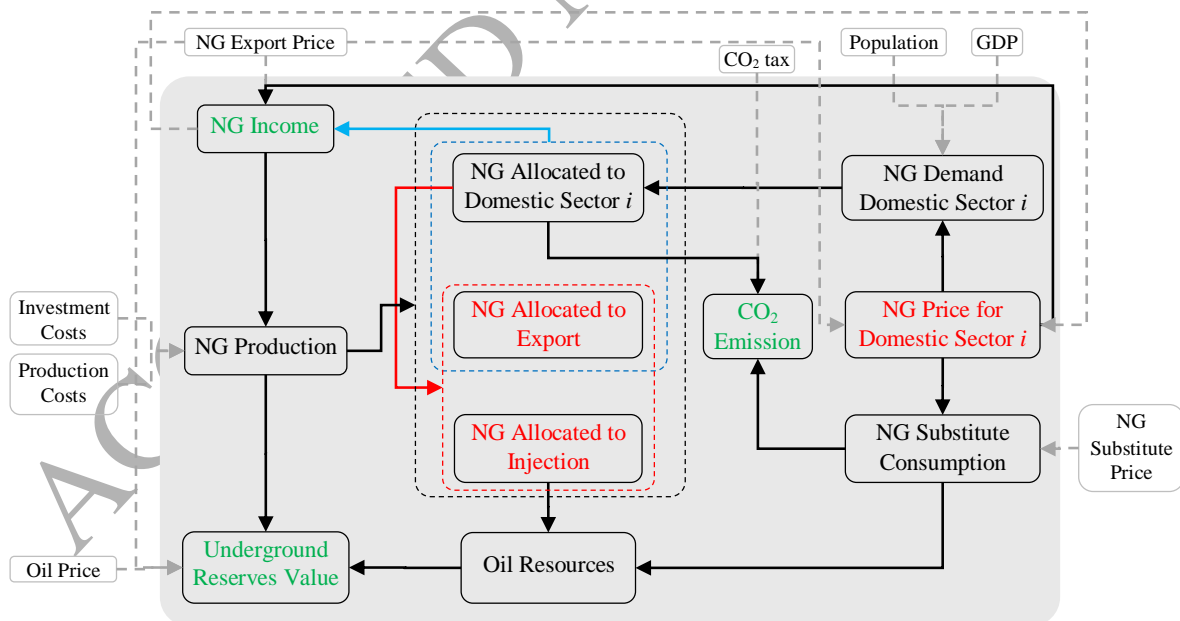 NG Export Price
Population
GDP
CO₂ tax
NG Income
NG Allocated to
Domestic Sector i
NG Demand
Domestic Sector i
Investment
Costs
NG Production
Production
Costs
NG Allocated to
Export
CO₂
Emission
NG Price for
Domestic Sector i
NG Allocated to
Injection
NG Substitute
Consumption
NG
Substitute
Price
Oil Price
Underground
Reserves Value
Oil Resources